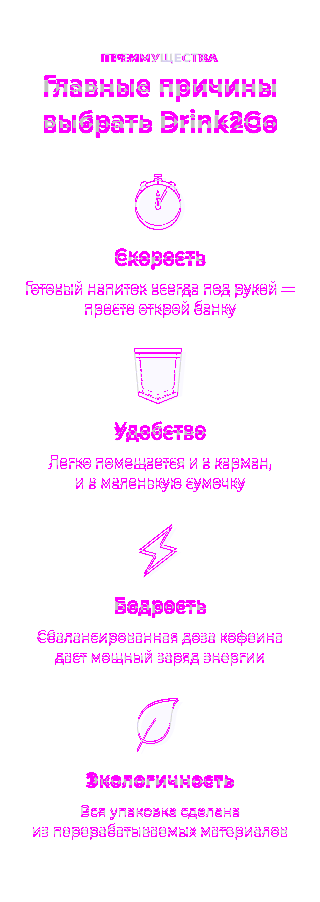 ПРЕИМУЩЕСТВА
Главные причины
выбрать Drink2Go
Скорость
Готовый напиток всегда под рукой —
просто открой банку
Удобство
Легко помещается и в карман,
и в маленькую сумочку
Бодрость
Сбалансированная доза кофеина
дает мощный заряд энергии
Экологичность
Вся упаковка сделана
из перерабатываемых материалов